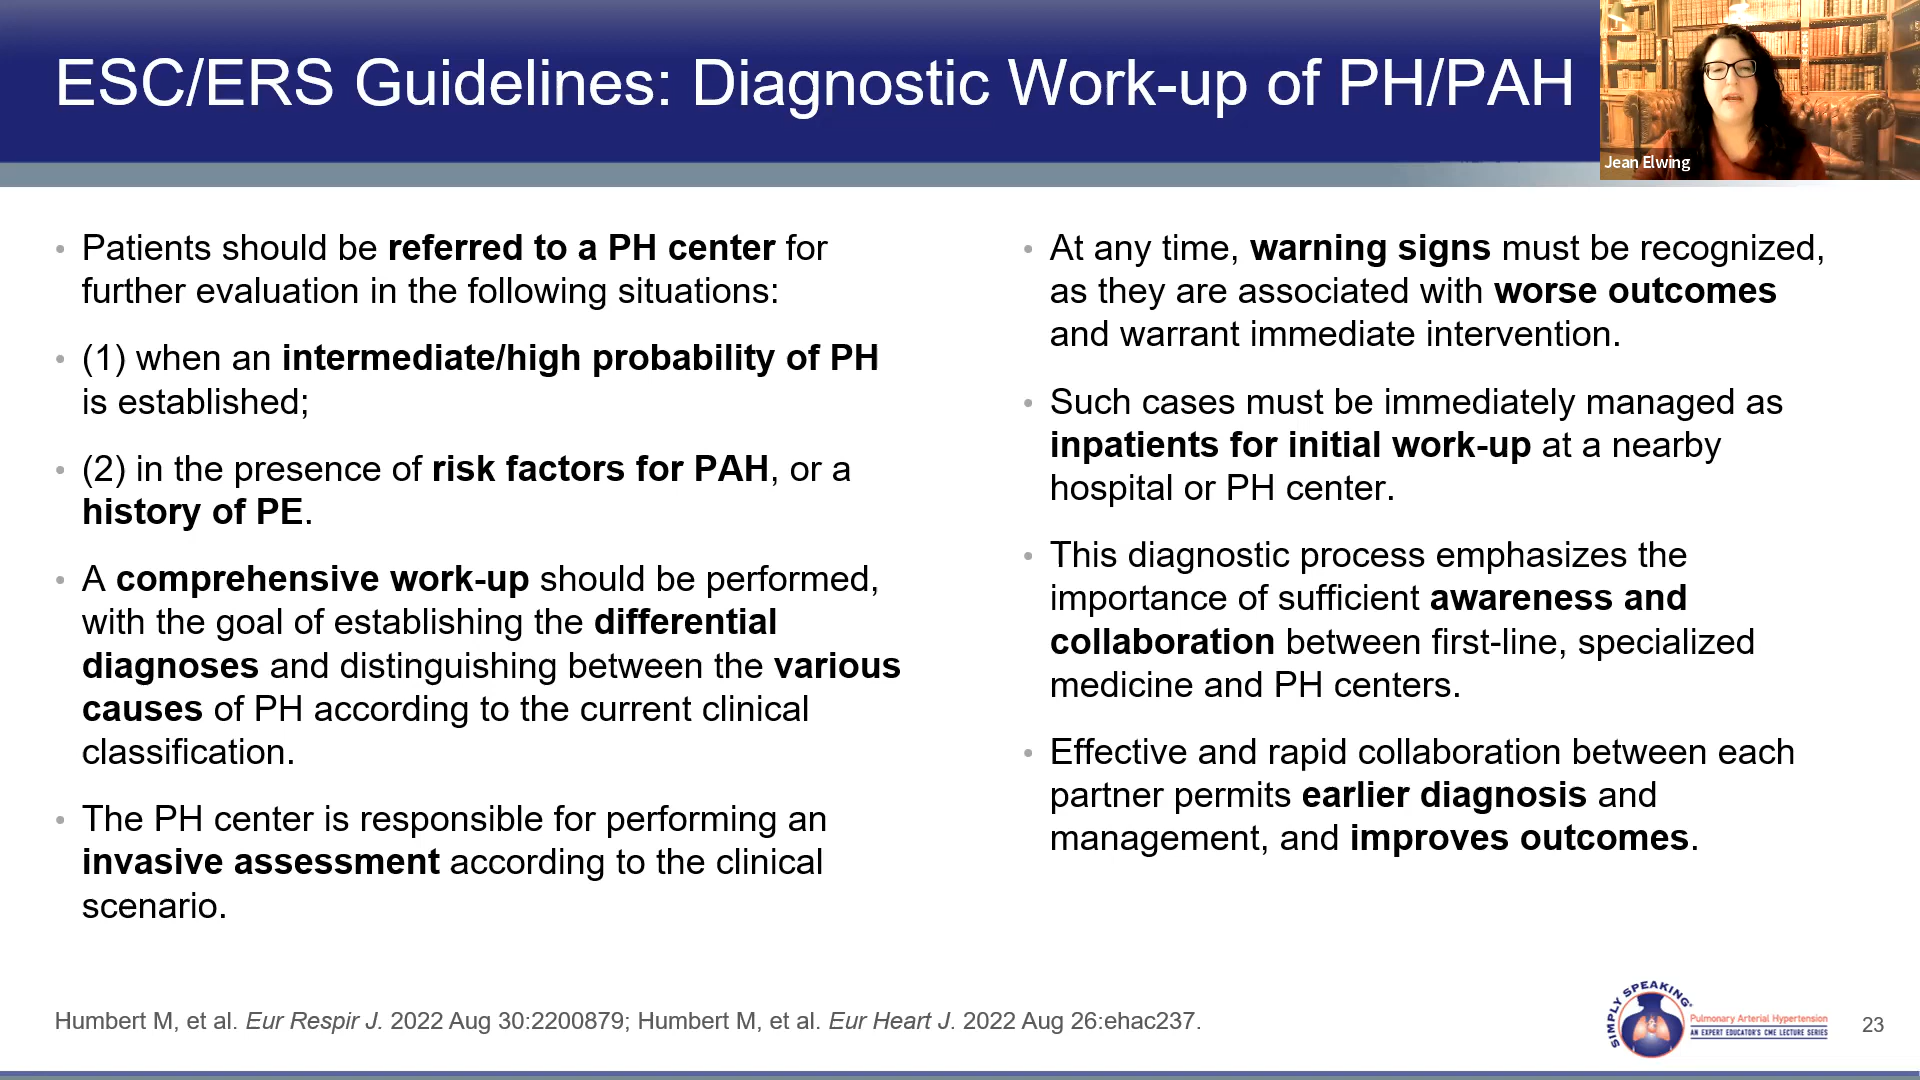 ESC/ERS Guidelines: Diagnostic Work-up of PH/PAH
Jean Elwing
• Patients should be referred to a PH center for
further evaluation in the following situations:
• (1) when an intermediate/high probability of PH
is established;
• (2) in the presence of risk factors for PAH, or a
history of PE.
• A comprehensive work-up should be performed,
with the goal of establishing the differential
diagnoses and distinguishing between the various
causes of PH according to the current clinical
classification.
• The PH center is responsible for performing an
invasive assessment according to the clinical
scenario.
• At any time, warning signs must be recognized,
as they are associated with worse outcomes
and warrant immediate intervention.
• Such cases must be immediately managed as
inpatients for initial work-up at a nearby
hospital or PH center.
• This diagnostic process emphasizes the
importance of sufficient awareness and
collaboration between first-line, specialized
medicine and PH centers.
• Effective and rapid collaboration between each
partner permits earlier diagnosis and
management, and improves outcomes.
Humbert M, et al. Eur Respir J. 2022 Aug 30:2200879; Humbert M, et al. Eur Heart J. 2022 Aug 26:ehac237.
SIMPLY SPEAKING
Pulmonary Arterial Hypertension
AN EXPERT EDUCATOR'S CME LECTURE SERIES
23